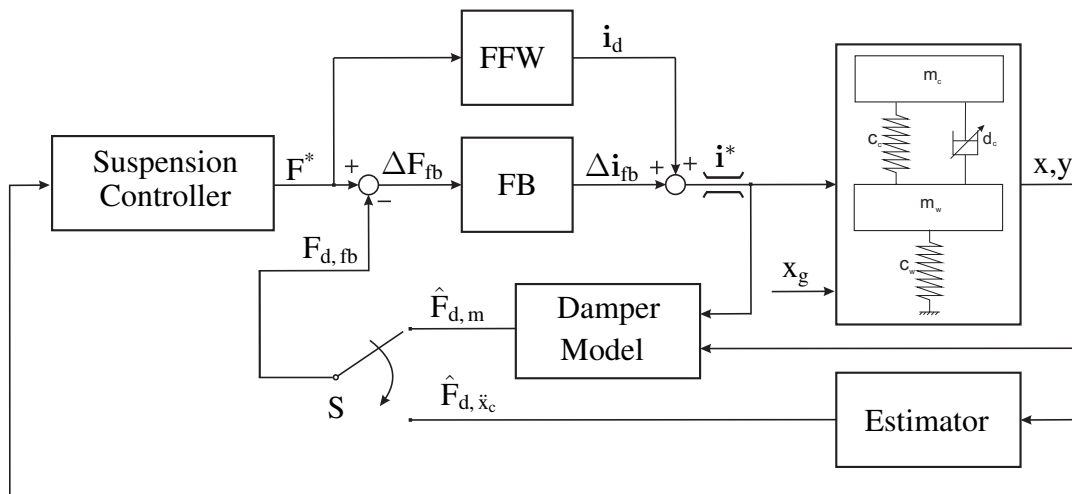 FFW
i_d
Suspension
Controller
F^*
+
−
ΔF_fb
FB
Δi_fb
+
+
i^*
m_c
c_c
d_c
m_w
c_w
x,y
x_g
F_d, fb
F̂_d, m
Damper
Model
S
F̂_d, ẍ_c
Estimator